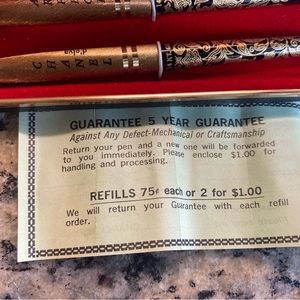 GUARANTEE 5 YEAR GUARANTEE
Against Any Defect-Mechanical or Craftsmanship
Return your pen and a new one will be forwarded
to you immediately. Please enclose $1.00 for
handling and processing.
REFILLS 75¢ each or 2 for $1.00
We will return your Guarantee with each refill
order.